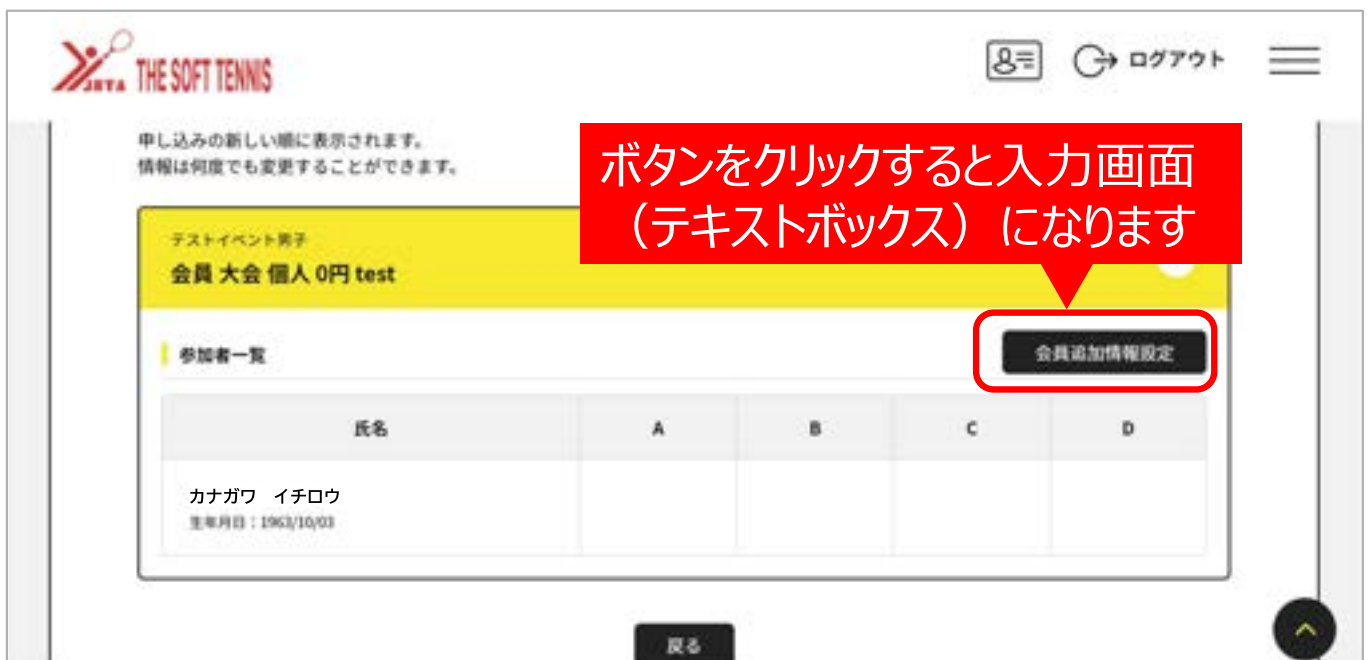 JSTA THE SOFT TENNIS
ログアウト
申し込みの新しい順に表示されます。
情報は何度でも変更することができます。
ボタンをクリックすると入力画面
（テキストボックス）になります
テストイベント男子
会員 大会 個人 0円 test
参加者一覧
会員追加情報設定
氏名 A B C D
カナガワ イチロウ
生年月日：1963/10/03
戻る